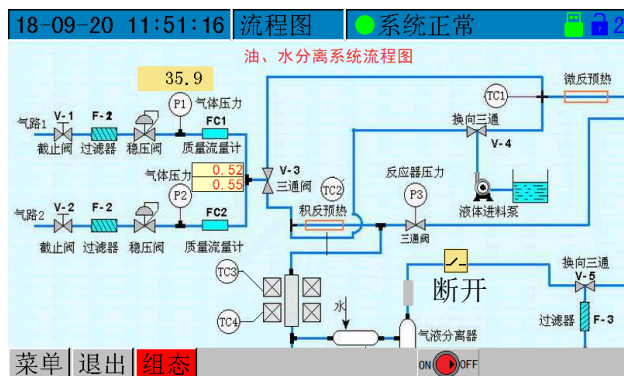 18-09-20 11:51:16 流程图 系统正常 2
油、水分离系统流程图
35.9
TC1 微反预热
气路1 V-1 F-2 P1 气体压力 FC1
换向三通
V-4
截止阀 过滤器 稳压阀 质量流量计
0.52
0.55
气体压力
V-3
三通阀
TC2
反应器压力
P3
液体进料泵
V-2 F-2 P2 FC2
气路2
积反预热
三通阀
截止阀 过滤器 稳压阀 质量流量计
TC3
TC4
断开
换向三通
V-5
水
气液分离器
过滤器 F-3
菜单 退出 组态 ON OFF